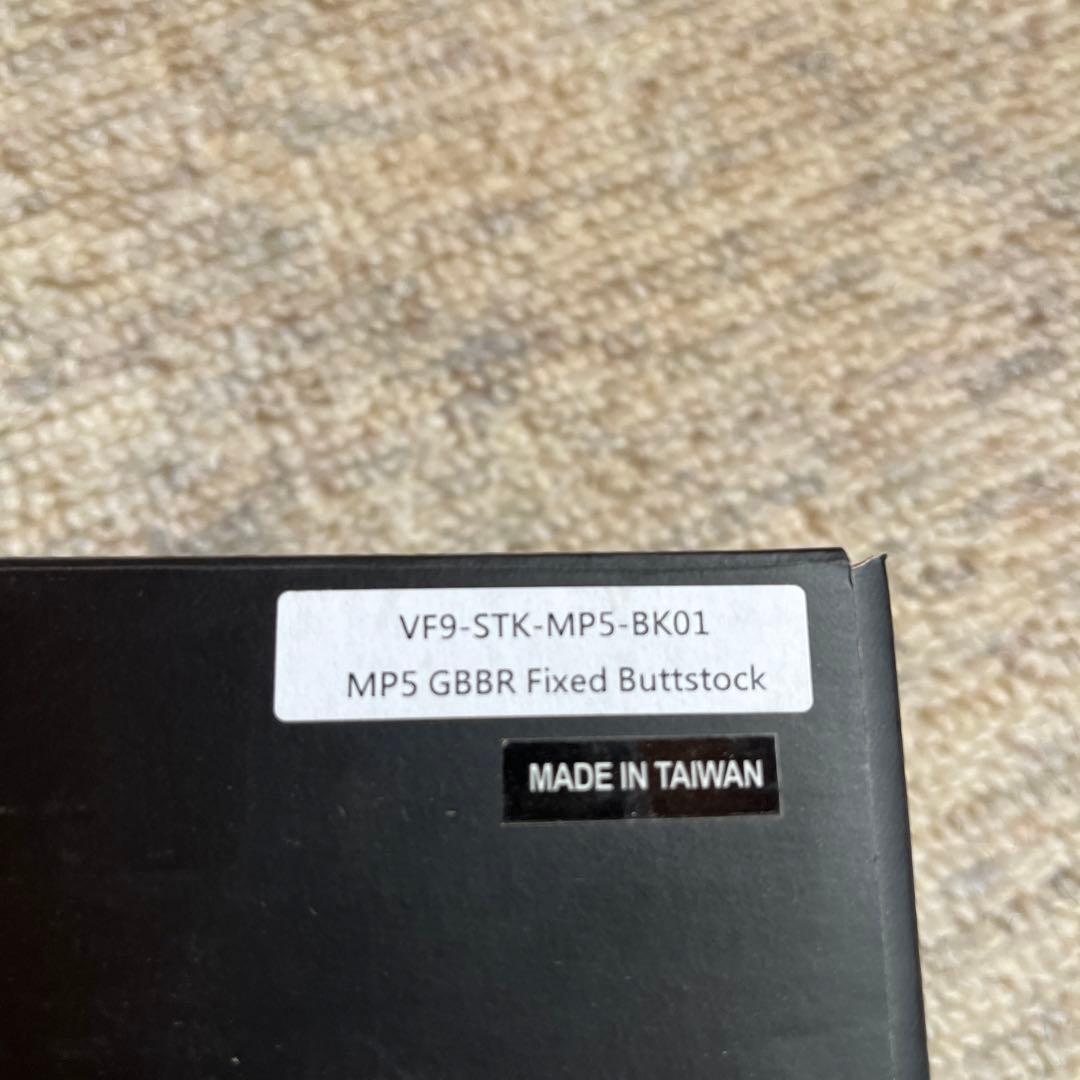 VF9-STK-MP5-BK01
MP5 GBBR Fixed Buttstock
MADE IN TAIWAN